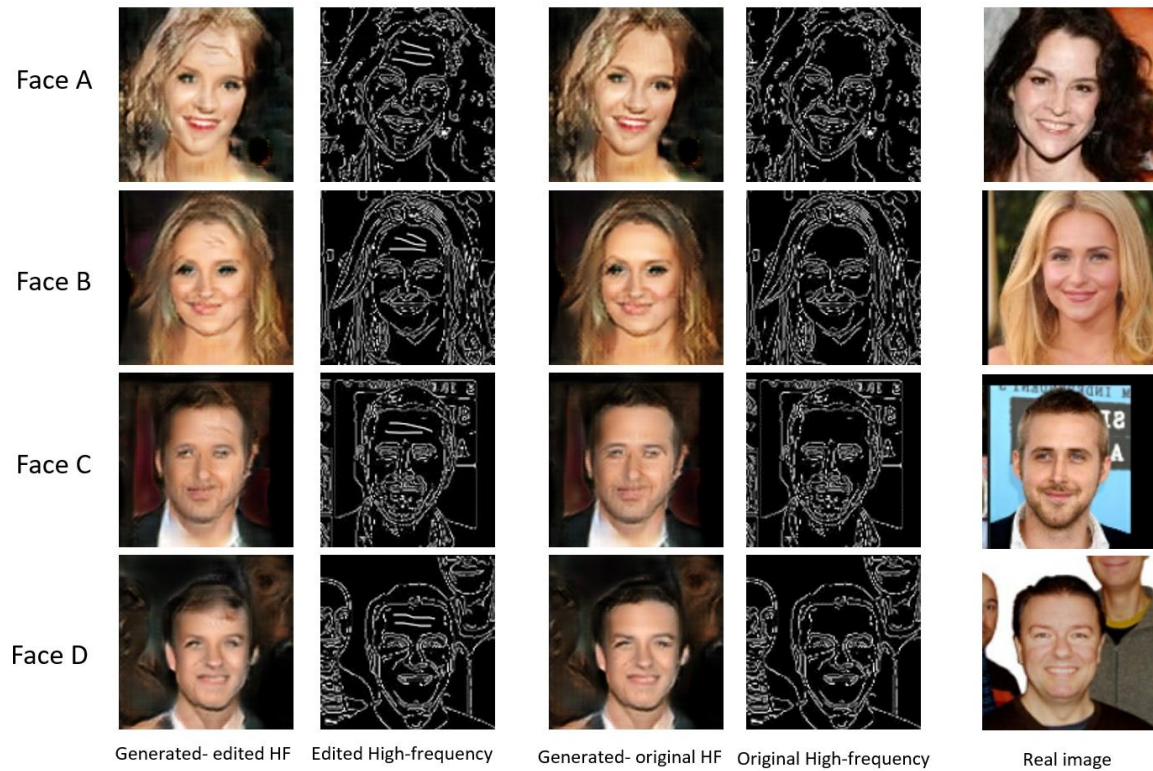 Face A
Face B
Face C
Face D
Generated- edited HF
Edited High-frequency
Generated- original HF
Original High-frequency
Real image